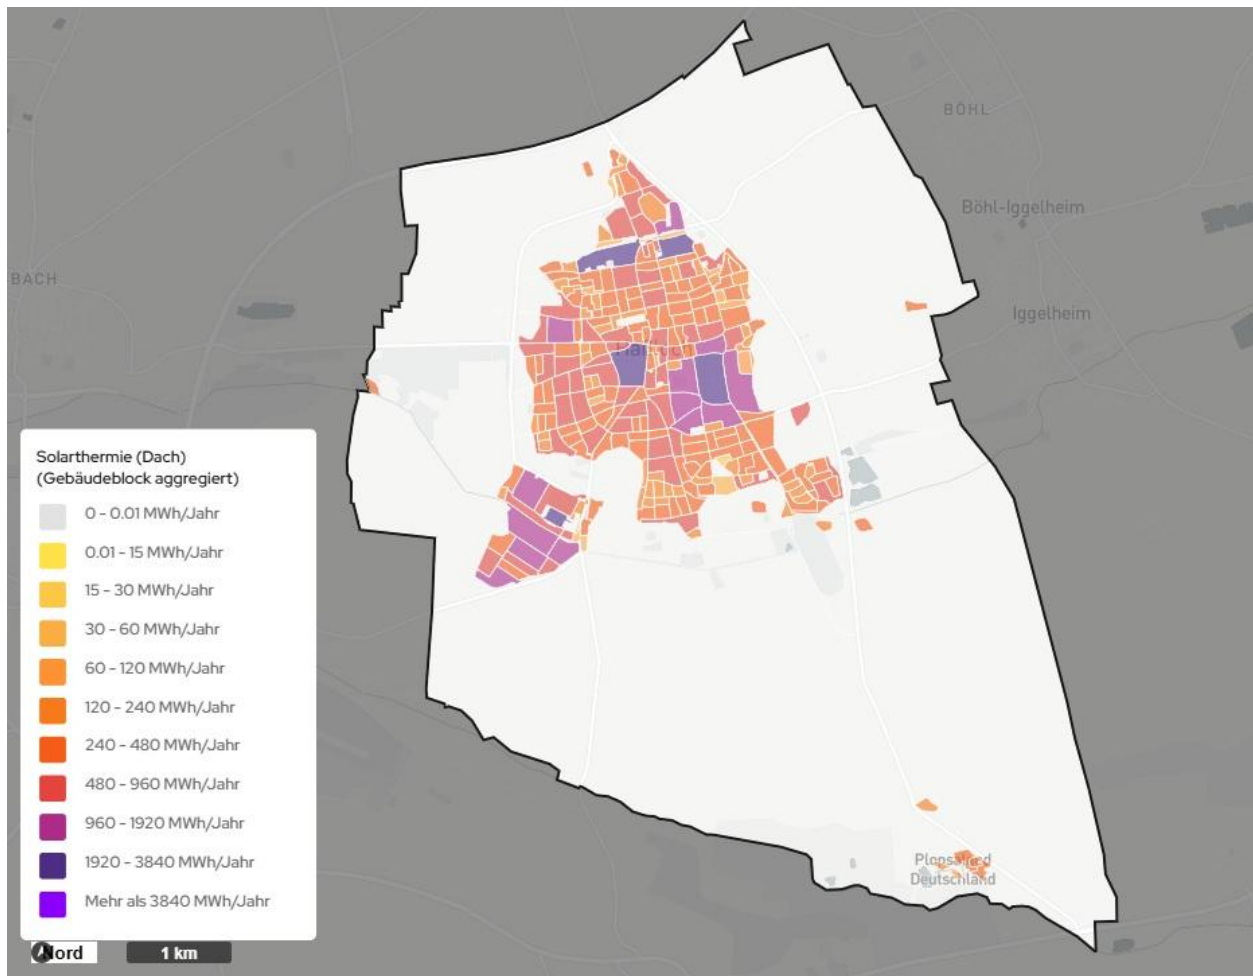 BÖHL
Böhl-Iggelheim
BACH
Iggelheim
Haßloch
Solarthermie (Dach)
(Gebäudeblock aggregiert)
0 - 0.01 MWh/Jahr
0.01 - 15 MWh/Jahr
15 - 30 MWh/Jahr
30 - 60 MWh/Jahr
60 - 120 MWh/Jahr
120 - 240 MWh/Jahr
240 - 480 MWh/Jahr
480 - 960 MWh/Jahr
960 - 1920 MWh/Jahr
1920 - 3840 MWh/Jahr
Mehr als 3840 MWh/Jahr
Plopsaland
Deutschland
Nord
1 km